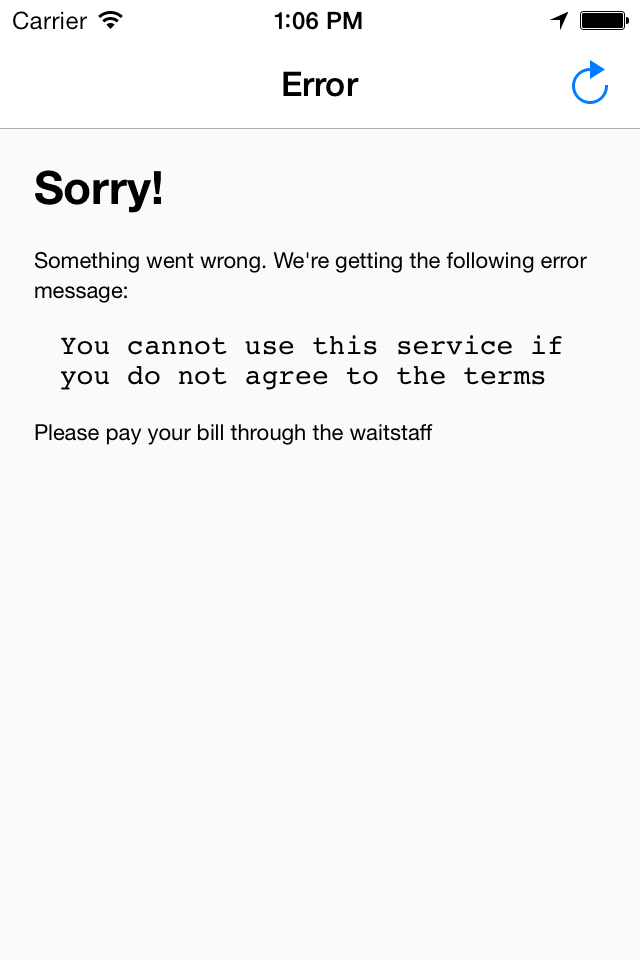 Carrier 1:06 PM
Error
Sorry!
Something went wrong. We're getting the following error
message:
You cannot use this service if
you do not agree to the terms
Please pay your bill through the waitstaff